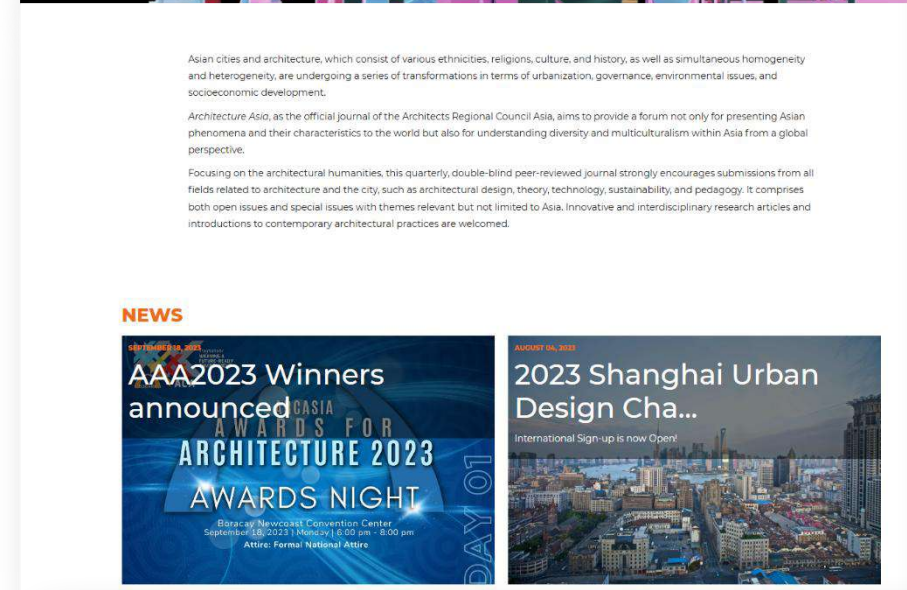 Asian cities and architecture, which consist of various ethnicities, religions, culture, and history, as well as simultaneous homogeneity
and heterogeneity, are undergoing a series of transformations in terms of urbanization, governance, environmental issues, and
socioeconomic development.
Architecture Asia, as the official journal of the Architects Regional Council Asia, aims to provide a forum not only for presenting Asian
phenomena and their characteristics to the world but also for understanding diversity and multiculturalism within Asia from a global
perspective.
Focusing on the architectural humanities, this quarterly, double-blind peer-reviewed journal strongly encourages submissions from all
fields related to architecture and the city, such as architectural design, theory, technology, sustainability, and pedagogy. It comprises
both open issues and special issues with themes relevant but not limited to Asia. Innovative and interdisciplinary research articles and
introductions to contemporary architectural practices are welcomed.
NEWS
SEPTEMBER 18, 2023
AAA2023 Winners
announced
AWARDS FOR
ARCHITECTURE 2023
AWARDS NIGHT
Boracay Newcoast Convention Center
September 18, 2023 | Monday | 6:00 pm - 8:00 pm
Attire: Formal National Attire
DAY 01
AUGUST 04, 2023
2023 Shanghai Urban
Design Cha...
International Sign-up is now Open!